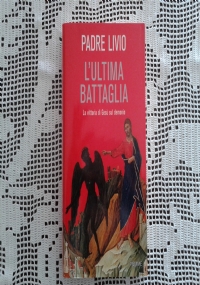 PADRE LIVIO
L'ULTIMA
BATTAGLIA
La vittoria di Gesù sul demonio